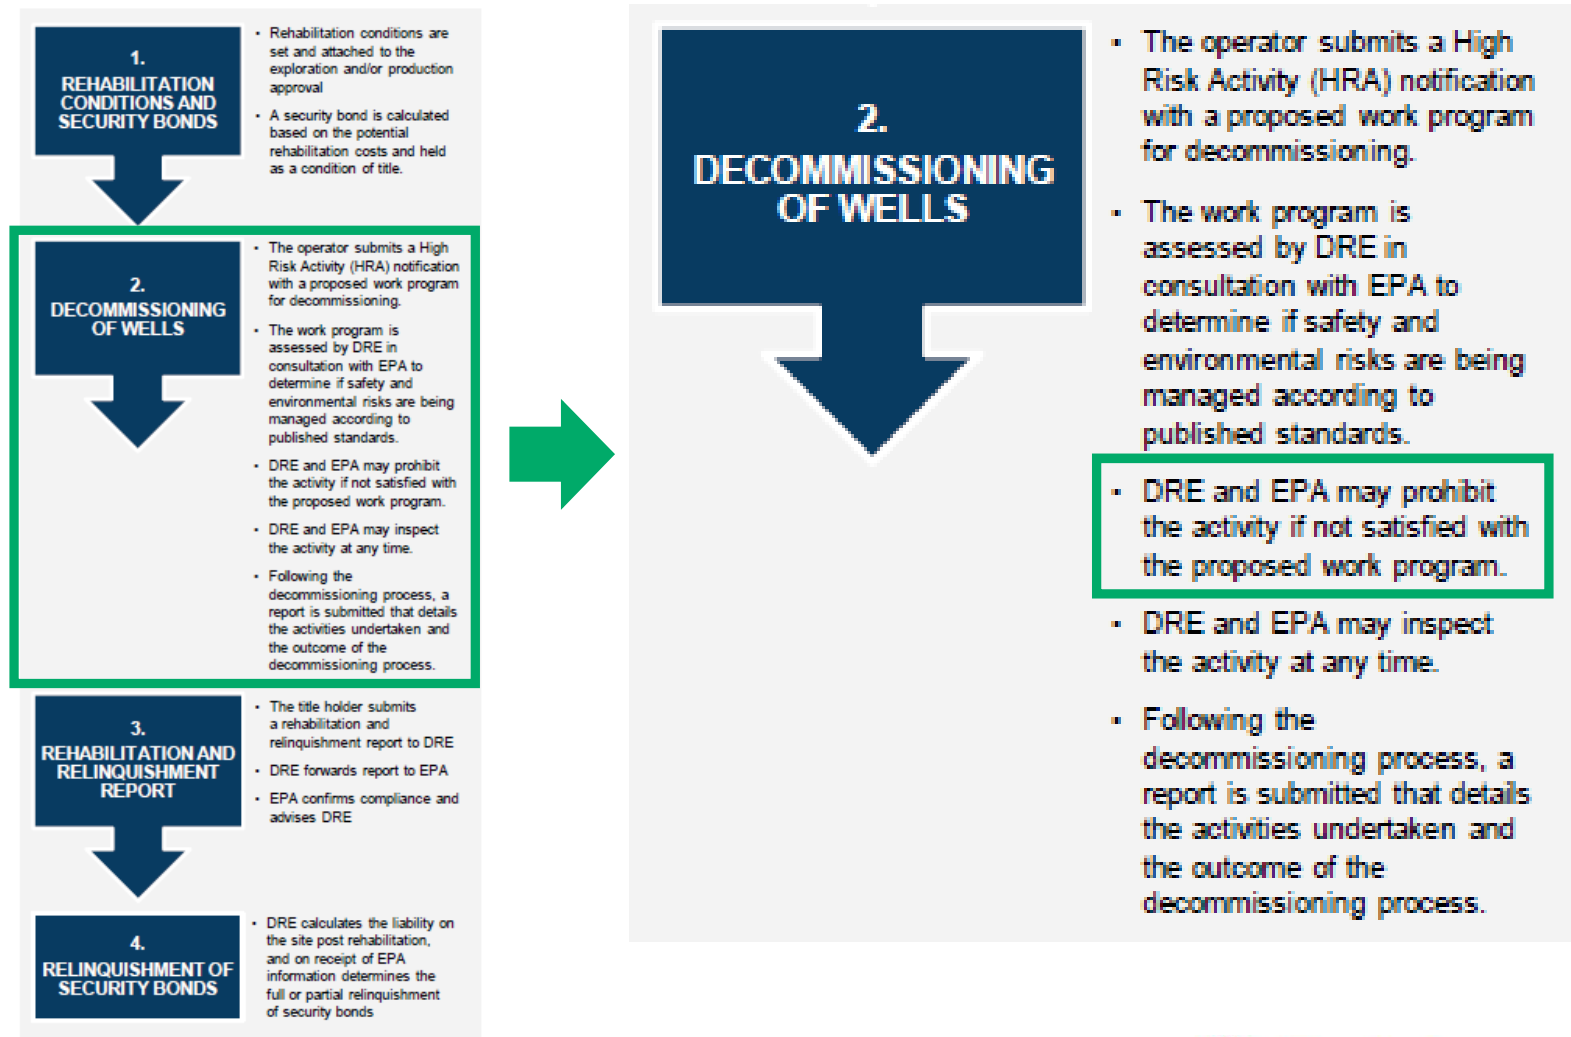 1.
REHABILITATION
CONDITIONS AND
SECURITY BONDS
• Rehabilitation conditions are
set and attached to the
exploration and/or production
approval
• A security bond is calculated
based on the potential
rehabilitation costs and held
as a condition of title.
2.
DECOMMISSIONING
OF WELLS
• The operator submits a High
Risk Activity (HRA) notification
with a proposed work program
for decommissioning.
• The work program is
assessed by DRE in
consultation with EPA to
determine if safety and
environmental risks are being
managed according to
published standards.
• DRE and EPA may prohibit
the activity if not satisfied with
the proposed work program.
• DRE and EPA may inspect
the activity at any time.
• Following the
decommissioning process, a
report is submitted that details
the activities undertaken and
the outcome of the
decommissioning process.
3.
REHABILITATION AND
RELINQUISHMENT
REPORT
• The title holder submits
a rehabilitation and
relinquishment report to DRE
• DRE forwards report to EPA
• EPA confirms compliance and
advises DRE
4.
RELINQUISHMENT OF
SECURITY BONDS
• DRE calculates the liability on
the site post rehabilitation,
and on receipt of EPA
information determines the
full or partial relinquishment
of security bonds
2.
DECOMMISSIONING
OF WELLS
• The operator submits a High
Risk Activity (HRA) notification
with a proposed work program
for decommissioning.
• The work program is
assessed by DRE in
consultation with EPA to
determine if safety and
environmental risks are being
managed according to
published standards.
• DRE and EPA may prohibit
the activity if not satisfied with
the proposed work program.
• DRE and EPA may inspect
the activity at any time.
• Following the
decommissioning process, a
report is submitted that details
the activities undertaken and
the outcome of the
decommissioning process.